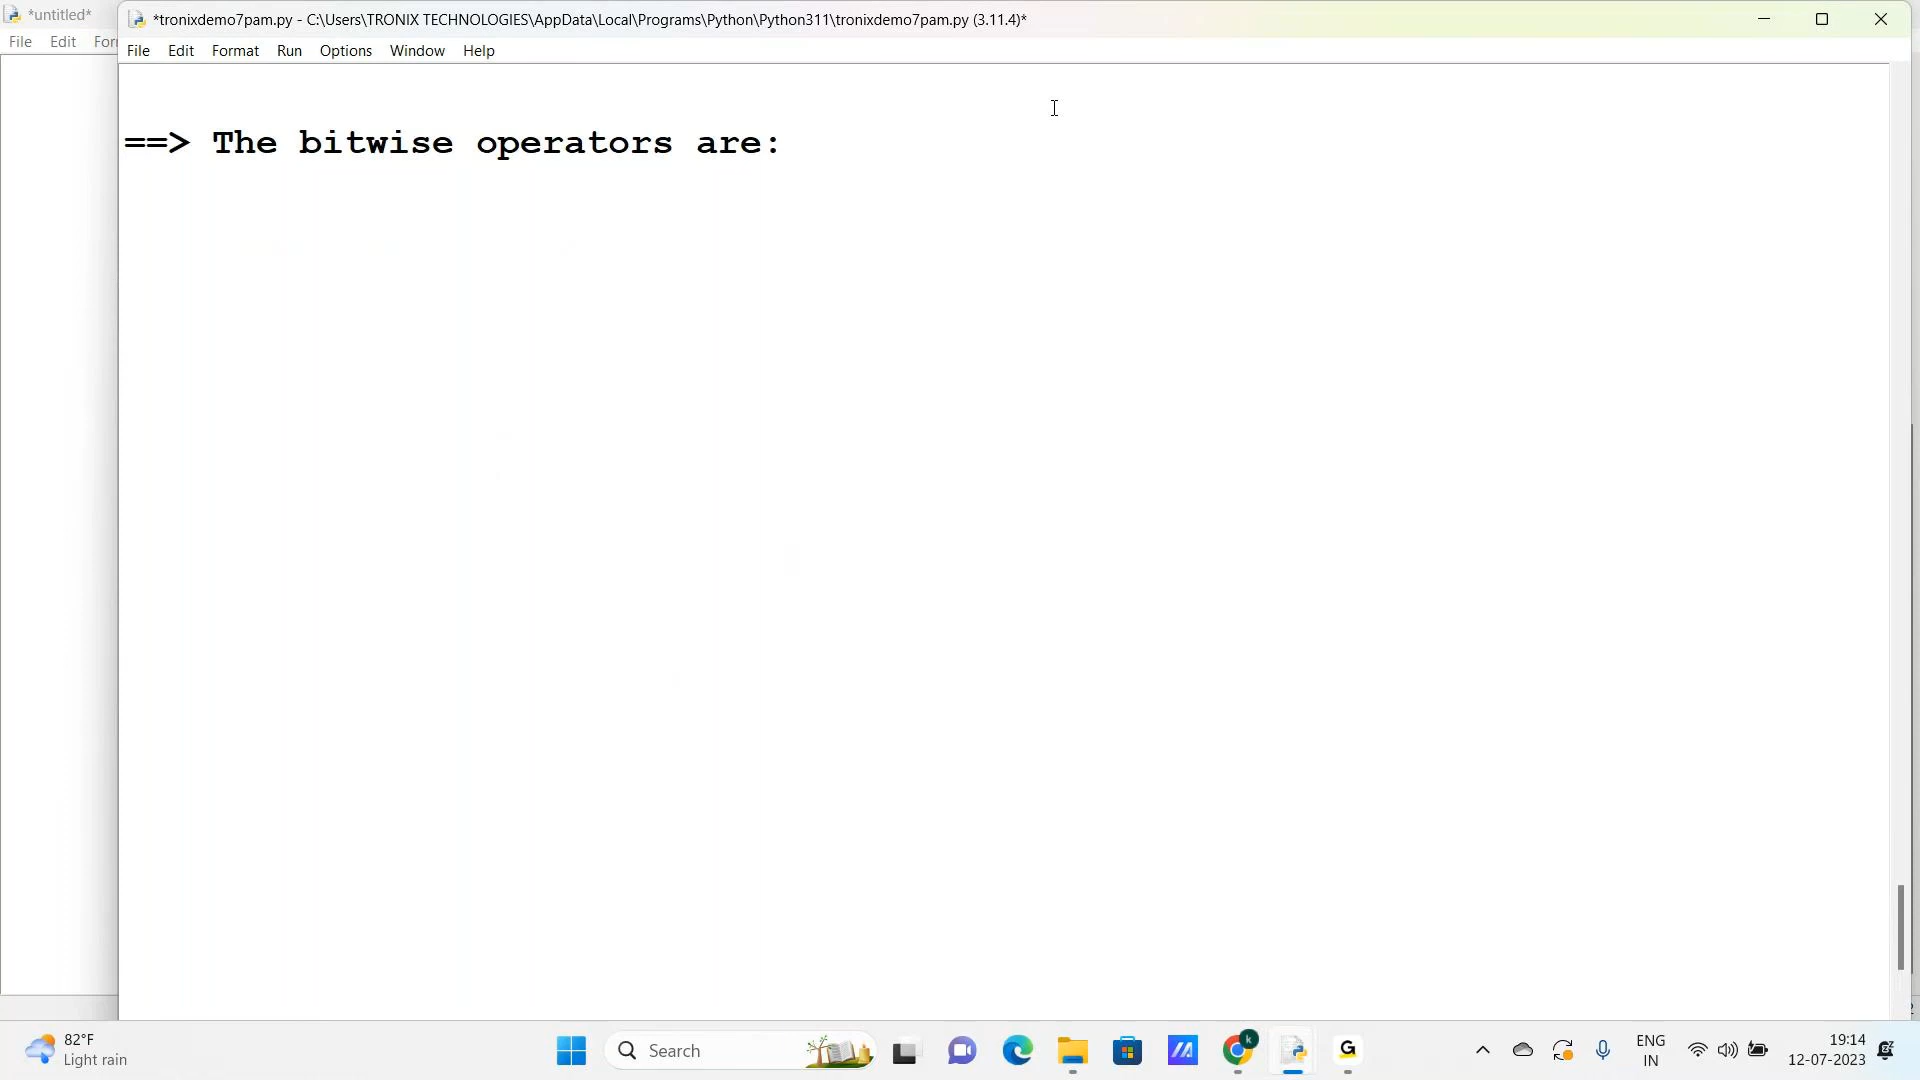 *untitled*
File Edit For
*tronixdemo7pam.py - C:\Users\TRONIX TECHNOLOGIES\AppData\Local\Programs\Python\Python311\tronixdemo7pam.py (3.11.4)*
File Edit Format Run Options Window Help
==> The bitwise operators are:
82°F
Light rain
Search
ENG
IN
19:14
12-07-2023